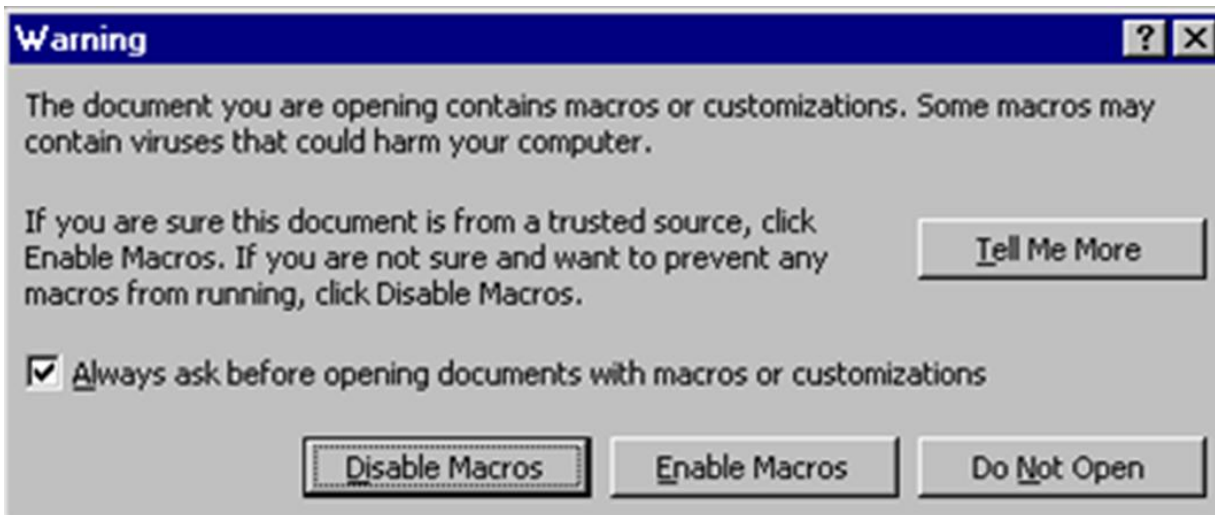 Warning
The document you are opening contains macros or customizations. Some macros may
contain viruses that could harm your computer.
If you are sure this document is from a trusted source, click
Enable Macros. If you are not sure and want to prevent any
macros from running, click Disable Macros.
Tell Me More
Always ask before opening documents with macros or customizations
Disable Macros Enable Macros Do Not Open